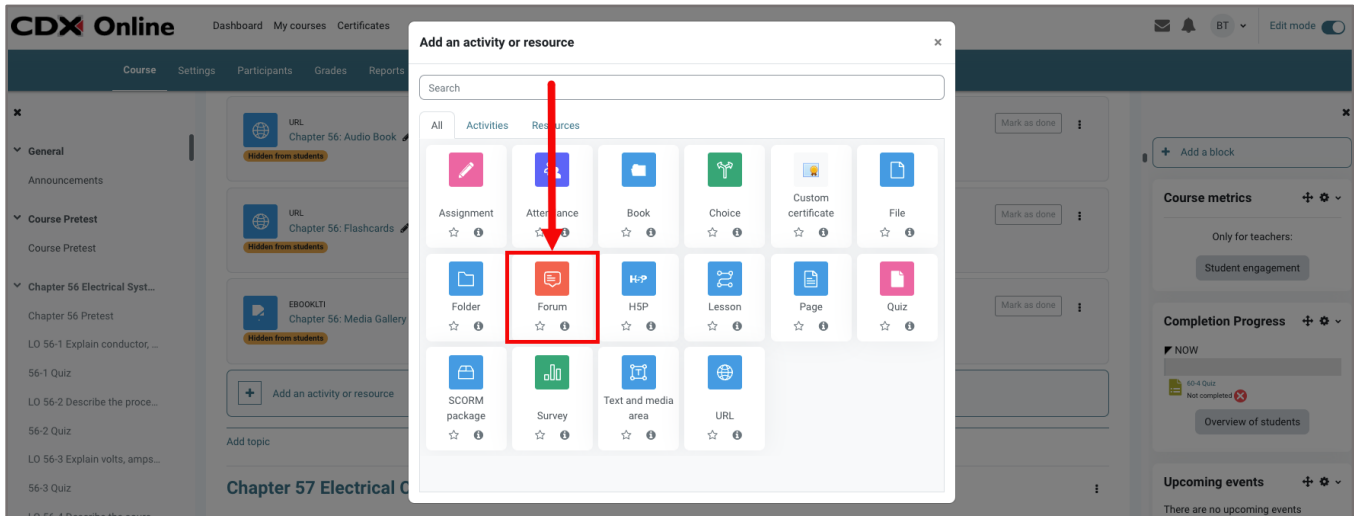 CDX Online
Dashboard My courses Certificates
BT
Edit mode
Course Settings Participants Grades Reports
General
Announcements
Course Pretest
Course Pretest
Chapter 56 Electrical Syst...
Chapter 56 Pretest
LO 56-1 Explain conductor, ...
56-1 Quiz
LO 56-2 Describe the proce...
56-2 Quiz
LO 56-3 Explain volts, amps...
56-3 Quiz
URL
Chapter 56: Audio Book
Hidden from students
Mark as done
URL
Chapter 56: Flashcards
Hidden from students
Mark as done
EBOOKLTI
Chapter 56: Media Gallery
Hidden from students
Mark as done
Add an activity or resource
Add topic
Chapter 57 Electrical
Add an activity or resource
Search
All Activities Resources
Assignment
Attendance
Book
Choice
Custom
certificate
File
Folder
Forum
H-P
H5P
Lesson
Page
Quiz
SCORM
package
Survey
Text and media
area
URL
Add a block
Course metrics
Only for teachers:
Student engagement
Completion Progress
NOW
60-4 Quiz
Not completed
Overview of students
Upcoming events
There are no upcoming events